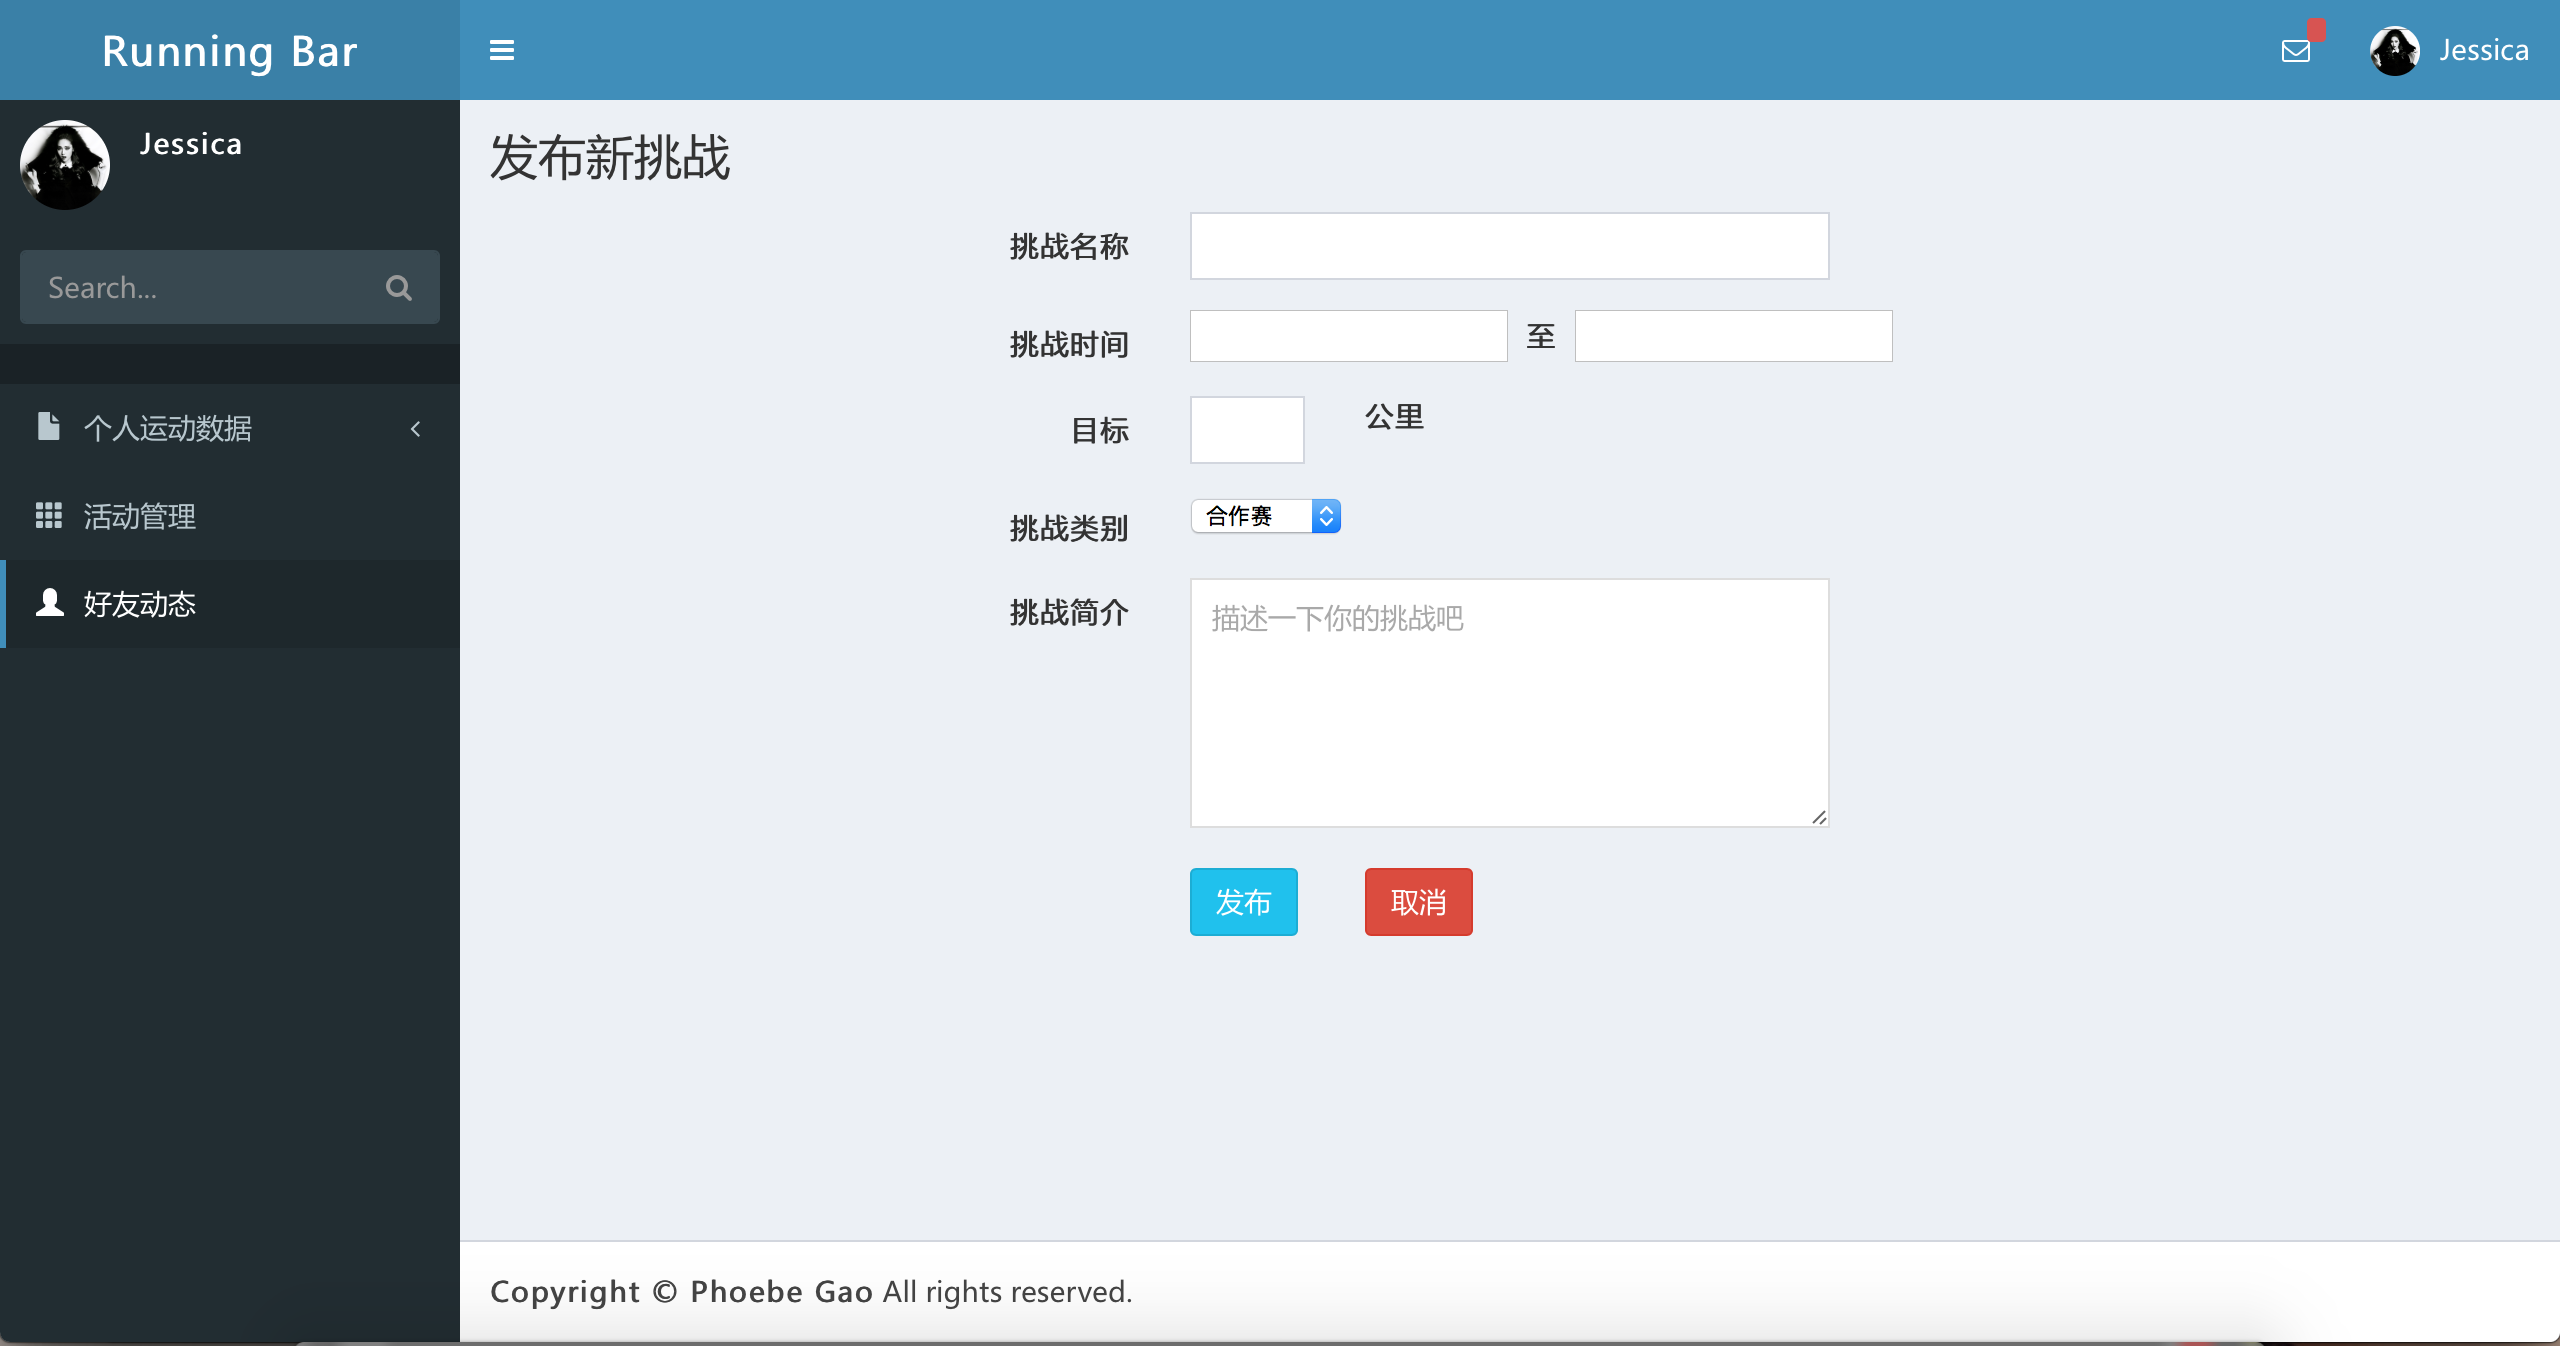 Running Bar
Jessica
Jessica
Search...
个人运动数据
活动管理
好友动态
发布新挑战
挑战名称
挑战时间 至
目标 公里
挑战类别 合作赛
挑战简介 描述一下你的挑战吧
发布 取消
Copyright © Phoebe Gao All rights reserved.